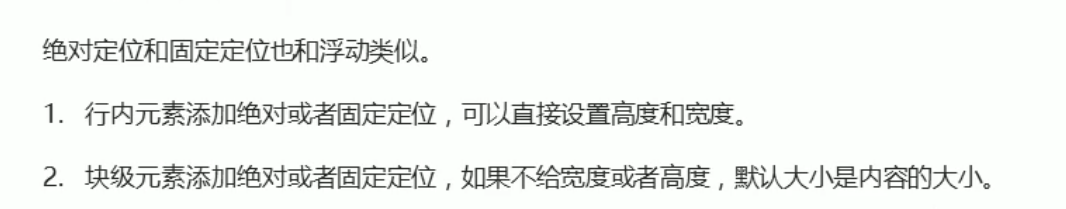 绝对定位和固定定位也和浮动类似。
1. 行内元素添加绝对或者固定定位，可以直接设置高度和宽度。
2. 块级元素添加绝对或者固定定位，如果不给宽度或者高度，默认大小是内容的大小。